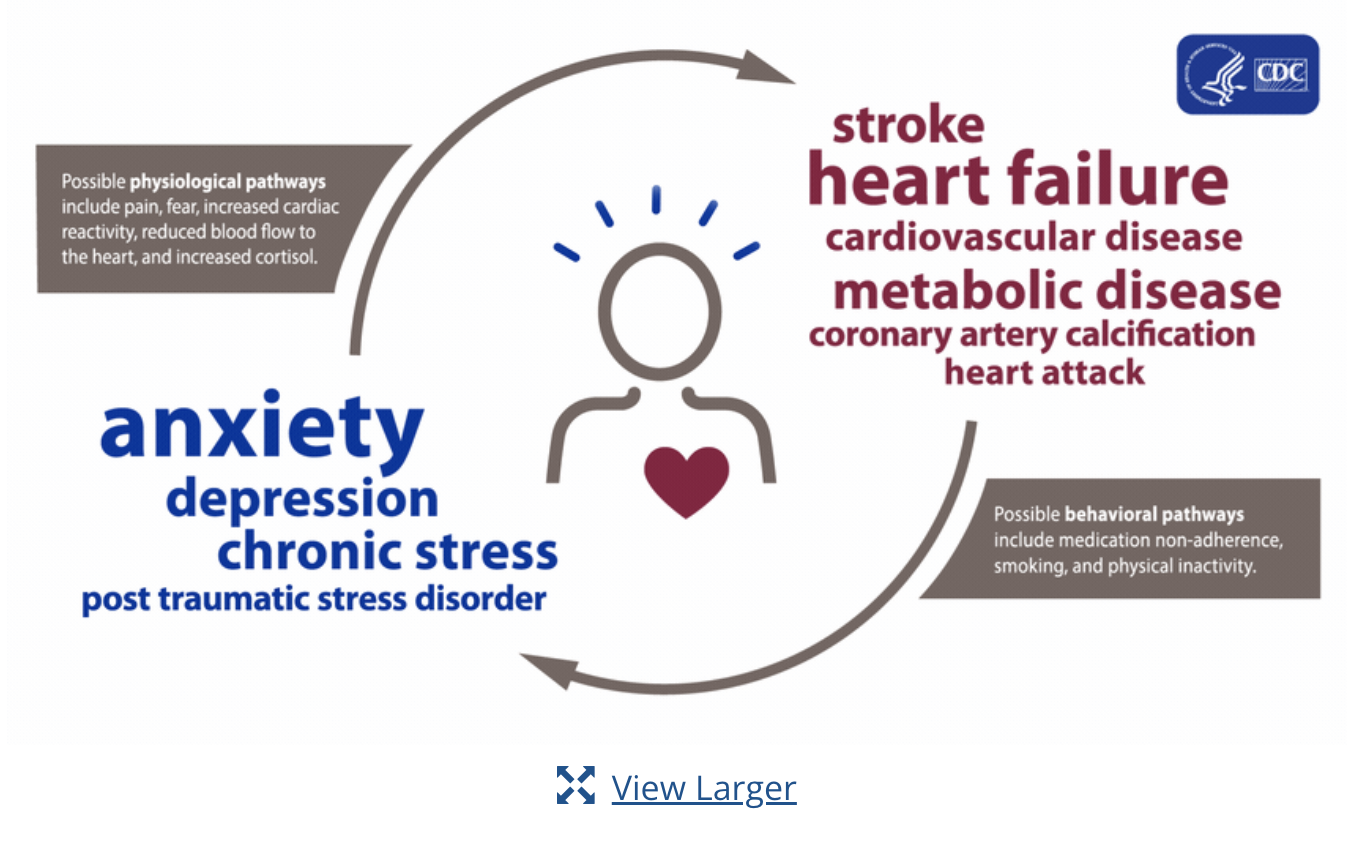 CDC
Possible physiological pathways
include pain, fear, increased cardiac
reactivity, reduced blood flow to
the heart, and increased cortisol.
stroke
heart failure
cardiovascular disease
metabolic disease
coronary artery calcification
heart attack
anxiety
depression
chronic stress
post traumatic stress disorder
Possible behavioral pathways
include medication non-adherence,
smoking, and physical inactivity.
View Larger